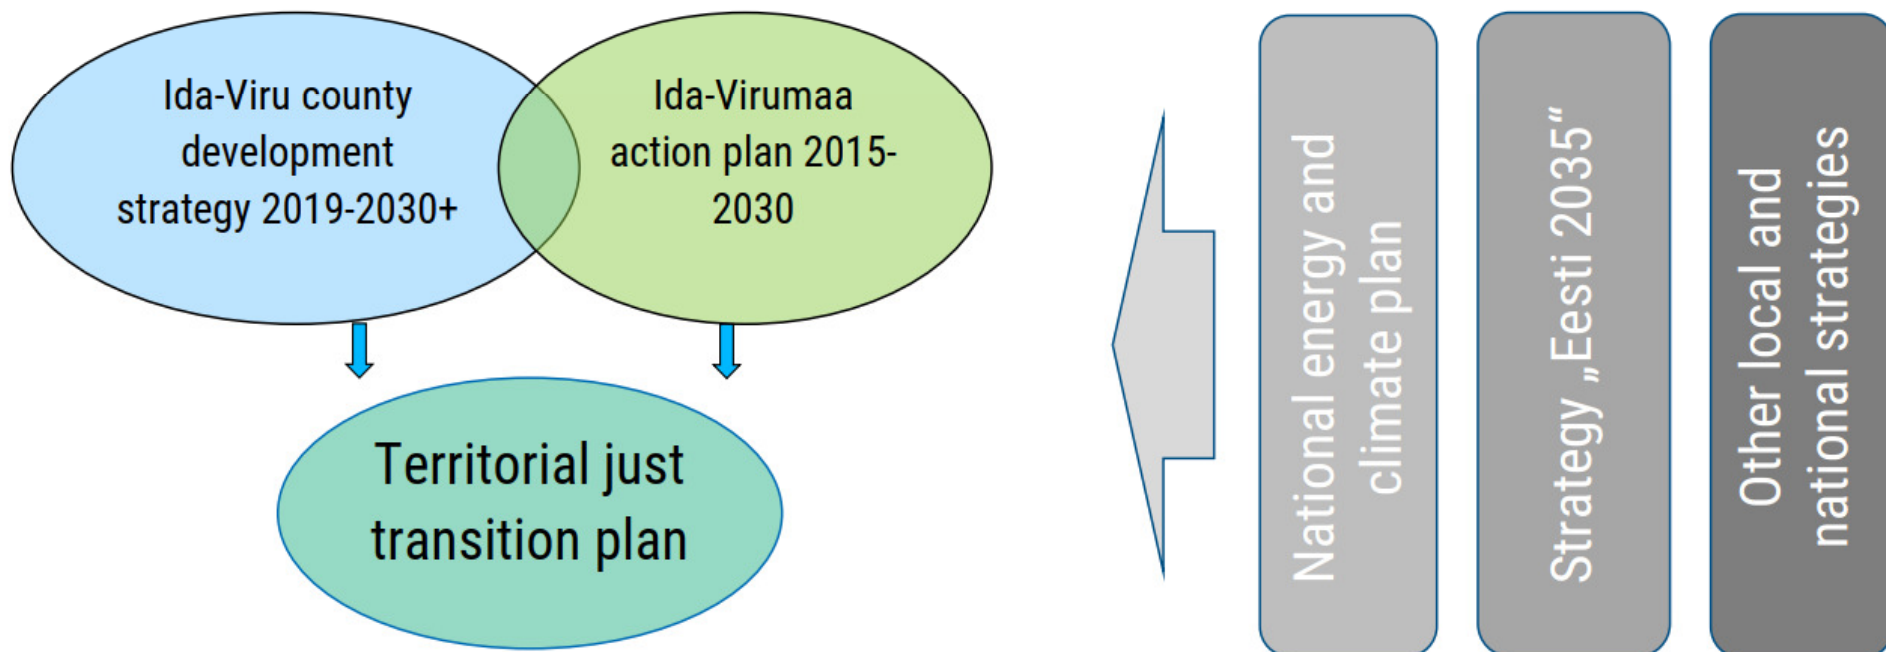 Ida-Viru county
development
strategy 2019-2030+
Ida-Virumaa
action plan 2015-
2030
Territorial just
transition plan
National energy and
climate plan
Strategy „Eesti 2035“
Other local and
national strategies